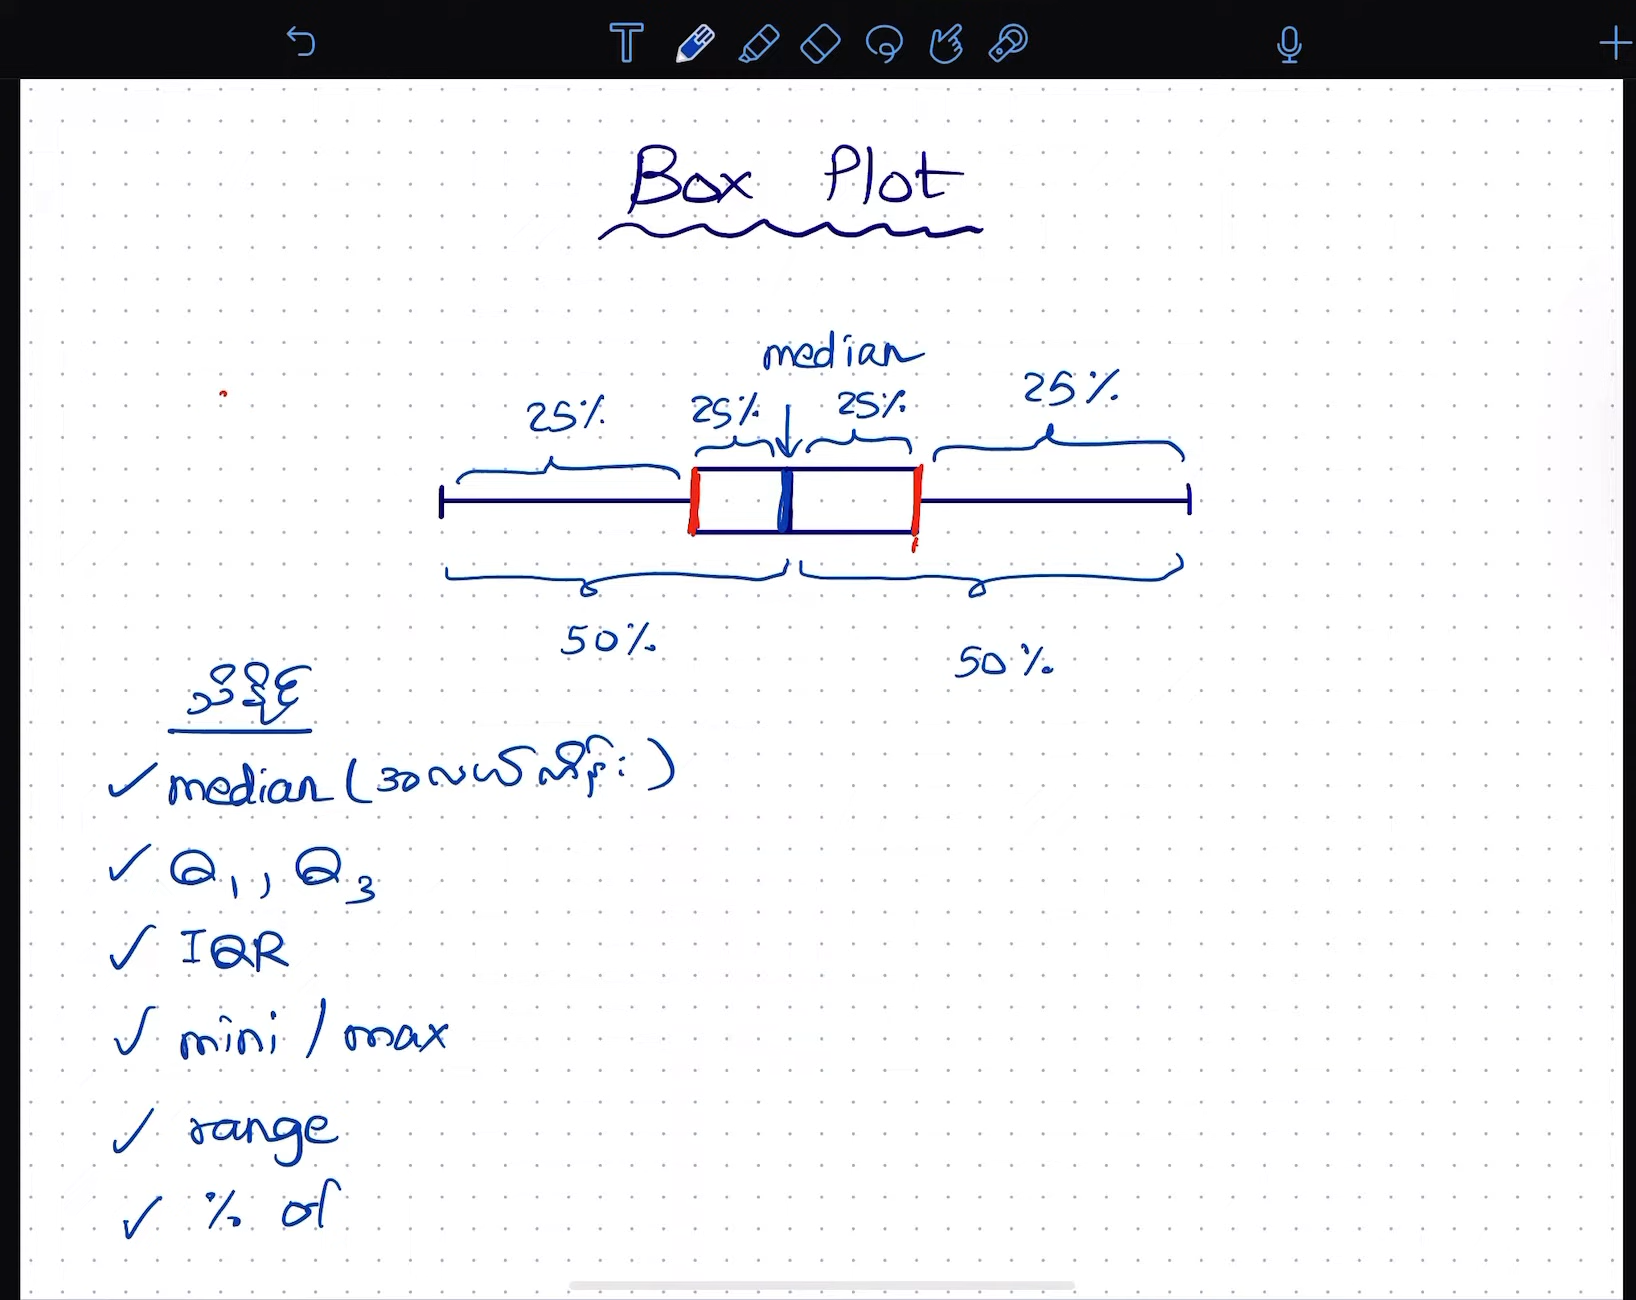 Box Plot
median
25% 25% 25% 25%
50% 50%
သိနိုင်
✓ median (အလယ်ကိန်း)
✓ Q₁, Q₃
✓ IQR
✓ mini / max
✓ range
✓ % of